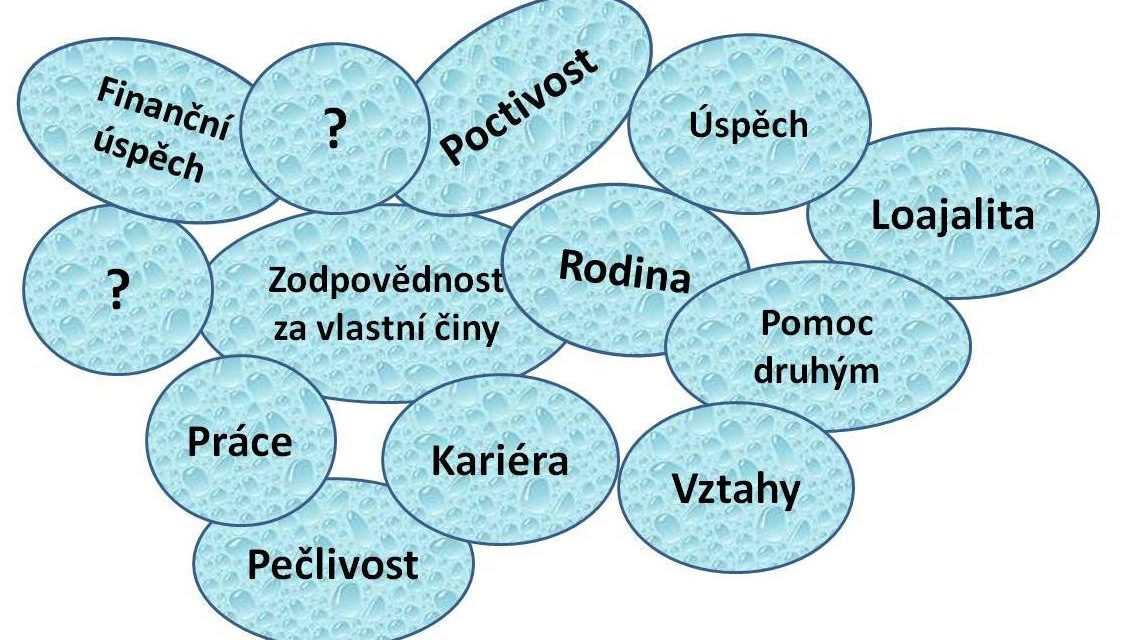 Finanční
úspěch
?
Poctivost
Úspěch
Loajalita
?
Zodpovědnost
za vlastní činy
Rodina
Pomoc
druhým
Práce
Kariéra
Vztahy
Pečlivost